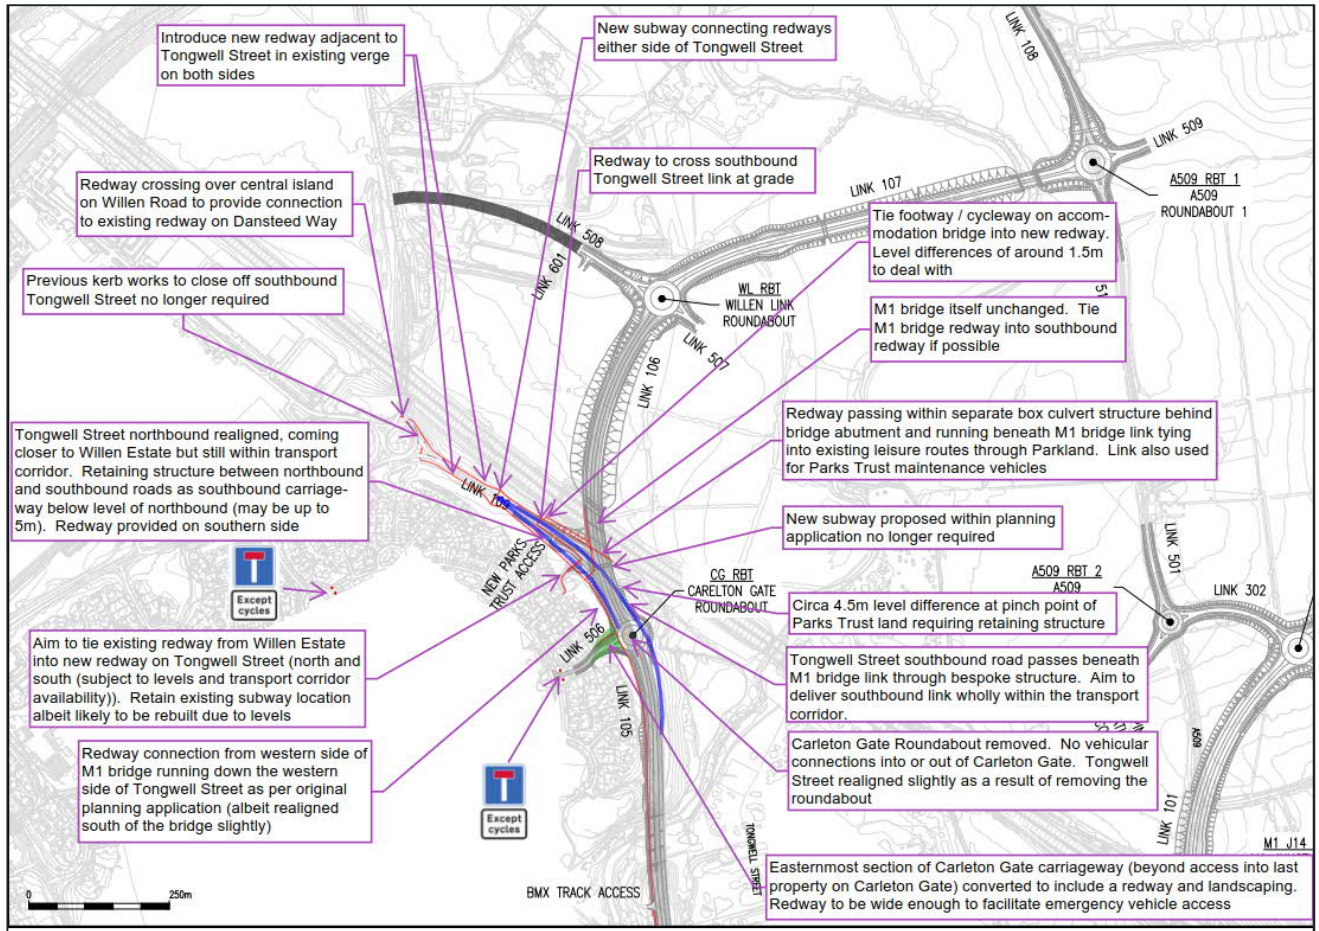 Introduce new redway adjacent to
Tongwell Street in existing verge
on both sides
New subway connecting redways
either side of Tongwell Street
LINK 108
LINK 509
A509 RBT 1
A509
ROUNDABOUT 1
Redway to cross southbound
Tongwell Street link at grade
LINK 107
Redway crossing over central island
on Willen Road to provide connection
to existing redway on Dansteed Way
Tie footway / cycleway on accom-
modation bridge into new redway.
Level differences of around 1.5m
to deal with
LINK 508
LINK 601
WL RBT
WILLEN LINK
ROUNDABOUT
51
Previous kerb works to close off southbound
Tongwell Street no longer required
M1 bridge itself unchanged. Tie
M1 bridge redway into southbound
redway if possible
LINK 507
LINK 106
Redway passing within separate box culvert structure behind
bridge abutment and running beneath M1 bridge link tying
into existing leisure routes through Parkland. Link also used
for Parks Trust maintenance vehicles
Tongwell Street northbound realigned, coming
closer to Willen Estate but still within transport
corridor. Retaining structure between northbound
and southbound roads as southbound carriage-
way below level of northbound (may be up to
5m). Redway provided on southern side
LINK 109
New subway proposed within planning
application no longer required
NEW PARKS
TRUST ACCESS
LINK 501
Except
cycles
CG RBT
CARELTON GATE
ROUNDABOUT
A509 RBT 2
A509
LINK 302
Circa 4.5m level difference at pinch point of
Parks Trust land requiring retaining structure
Aim to tie existing redway from Willen Estate
into new redway on Tongwell Street (north and
south (subject to levels and transport corridor
availability)). Retain existing subway location
albeit likely to be rebuilt due to levels
LINK 506
Tongwell Street southbound road passes beneath
M1 bridge link through bespoke structure. Aim to
deliver southbound link wholly within the transport
corridor.
LINK 105
A509
Redway connection from western side of
M1 bridge running down the western
side of Tongwell Street as per original
planning application (albeit realigned
south of the bridge slightly)
Carleton Gate Roundabout removed. No vehicular
connections into or out of Carleton Gate. Tongwell
Street realigned slightly as a result of removing the
roundabout
Except
cycles
LINK 101
M1 J14
TONGWELL STREET
Easternmost section of Carleton Gate carriageway (beyond access into last
property on Carleton Gate) converted to include a redway and landscaping.
Redway to be wide enough to facilitate emergency vehicle access
BMX TRACK ACCESS
0
250m